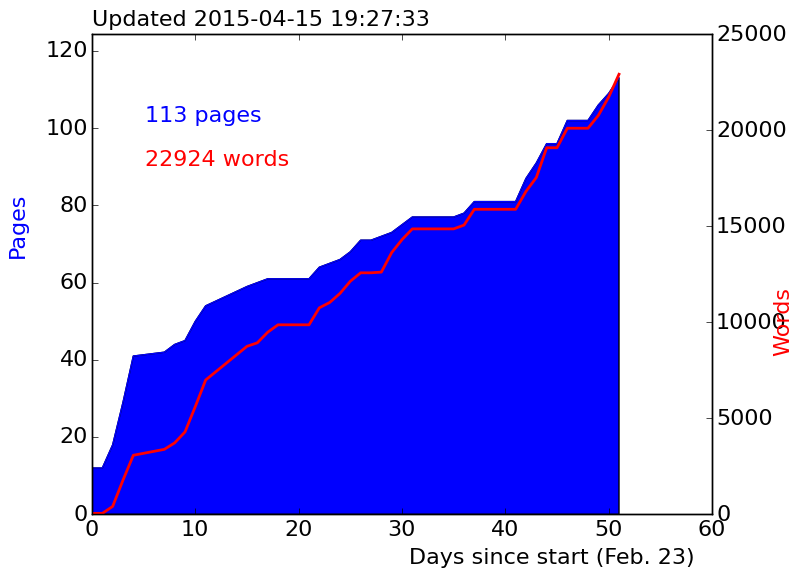 Updated 2015-04-15 19:27:33
113 pages
22924 words
Pages
120
100
80
60
40
20
0
25000
20000
15000
10000
5000
0
Words
0 10 20 30 40 50 60
Days since start (Feb. 23)